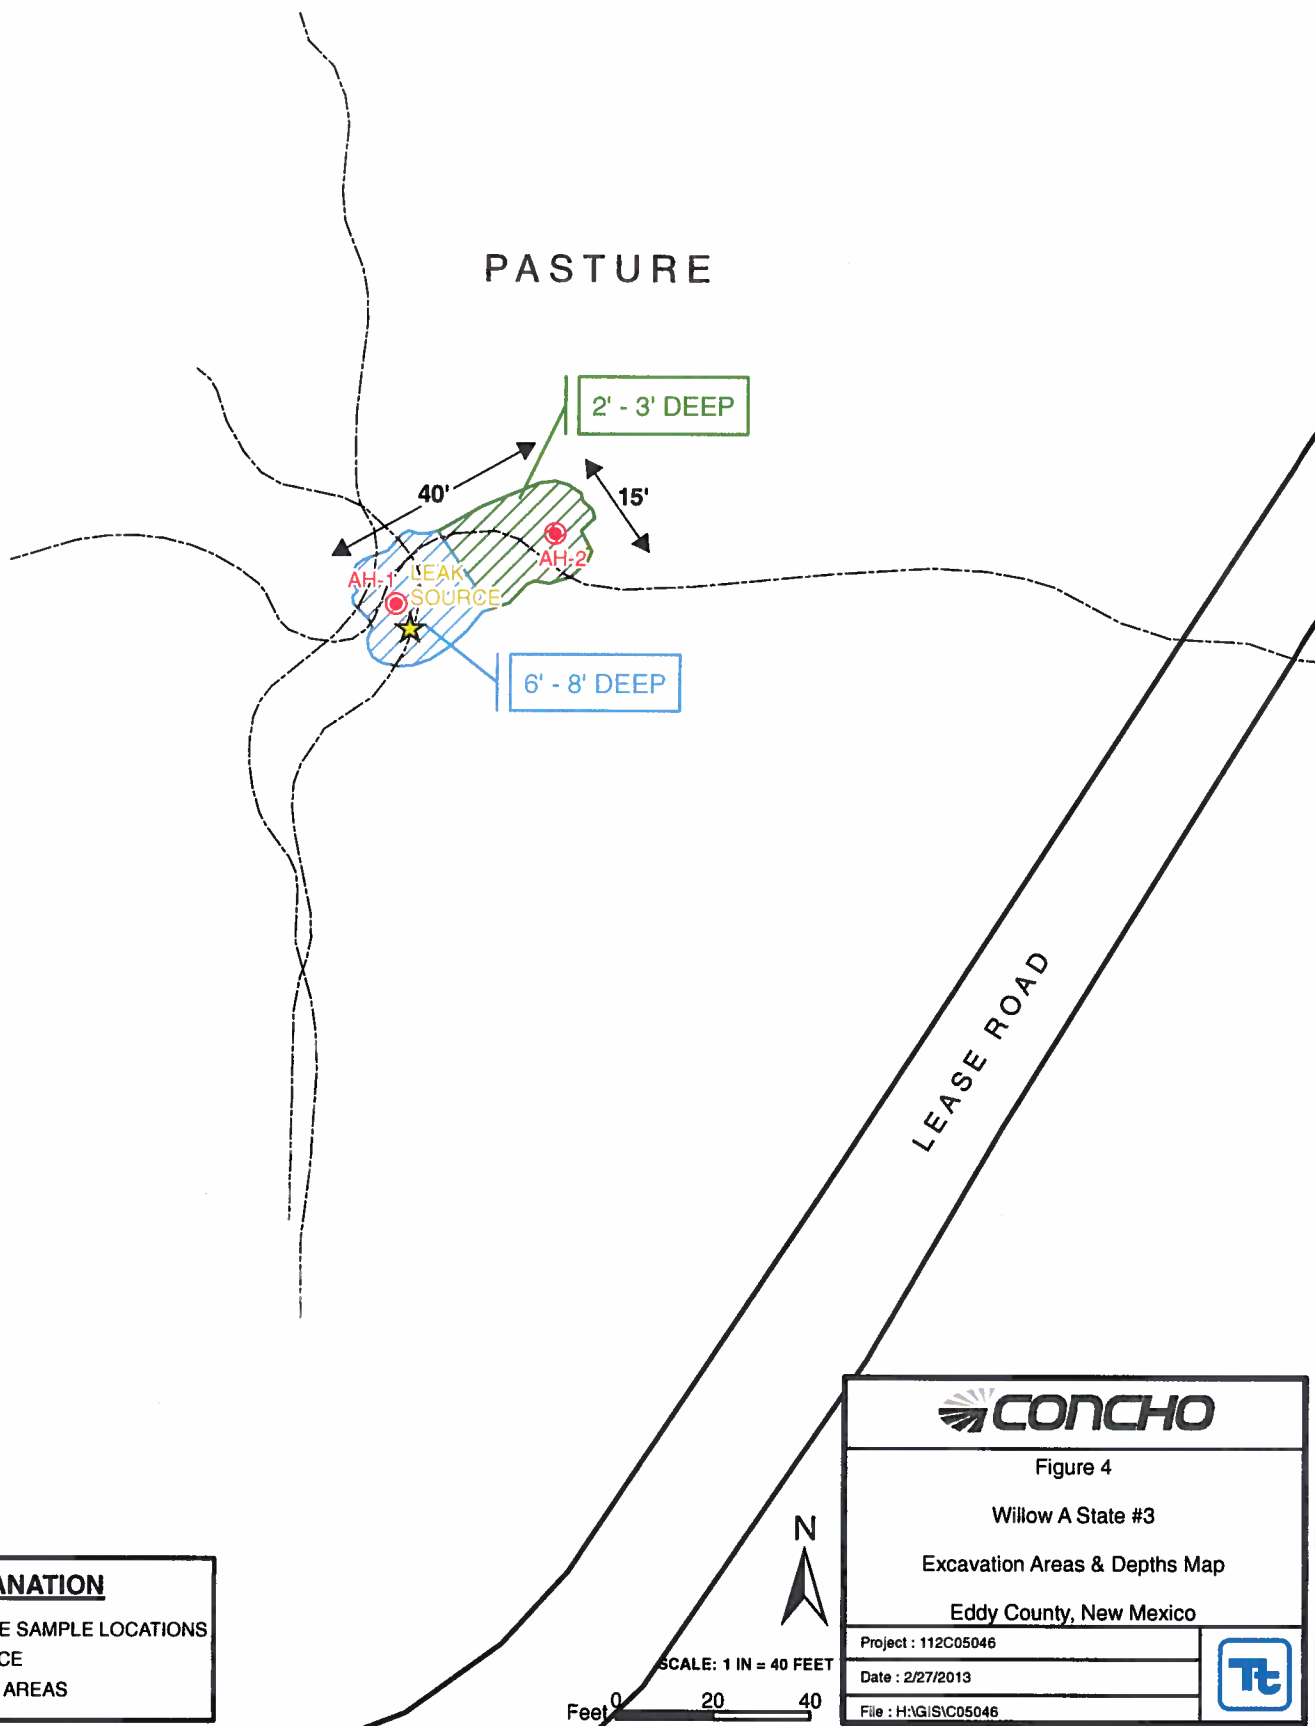 PASTURE
2' - 3' DEEP
40'
15'
AH-2
AH-1
LEAK
SOURCE
6' - 8' DEEP
LEASE ROAD
CONCHO
Figure 4
Willow A State #3
Excavation Areas & Depths Map
Eddy County, New Mexico
Project : 112C05046
Date : 2/27/2013
File : H:\GIS\C05046
Tt
N
SCALE: 1 IN = 40 FEET
Feet 0 20 40
ANATION
E SAMPLE LOCATIONS
CE
AREAS